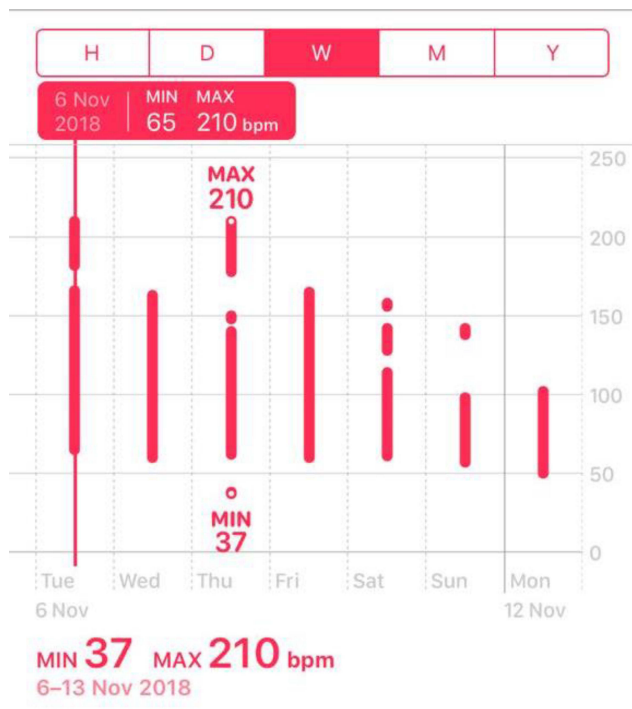 H D W M Y
6 Nov 2018 MIN 65 MAX 210 bpm
250
MAX
210
200
150
100
50
MIN
37
0
Tue Wed Thu Fri Sat Sun Mon
6 Nov 12 Nov
MIN 37 MAX 210 bpm
6–13 Nov 2018